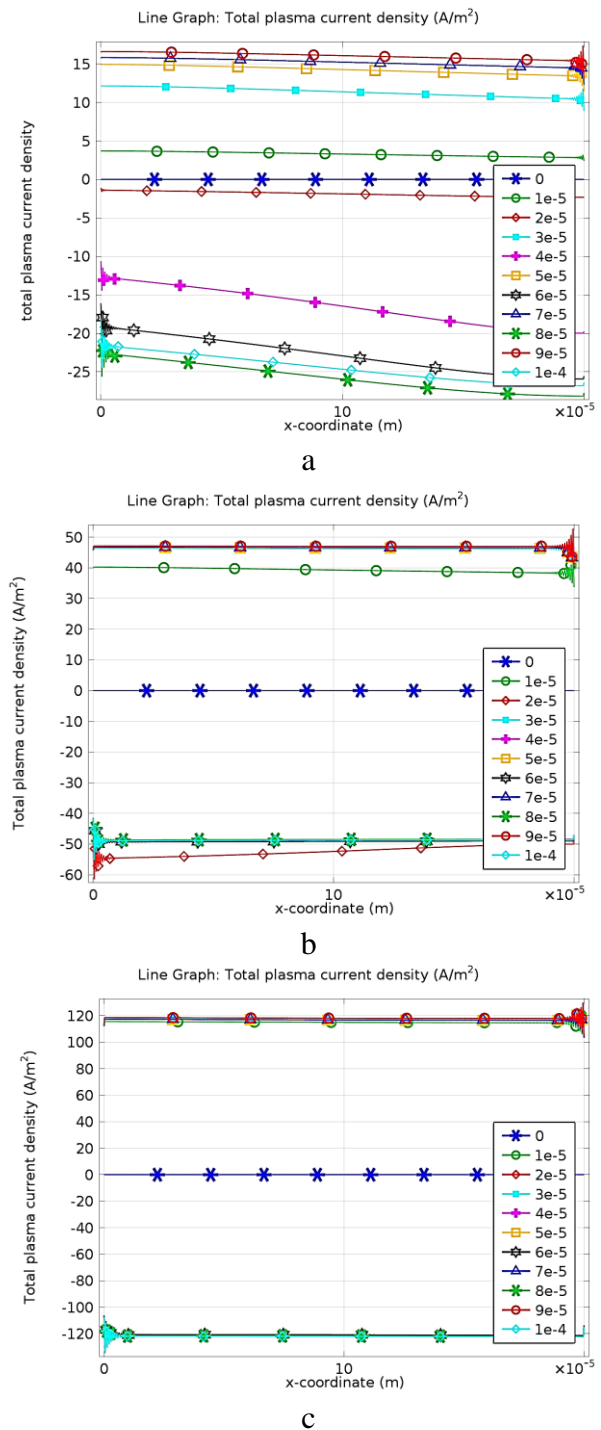 Line Graph: Total plasma current density (A/m²)
total plasma current density
15
10
5
0
-5
-10
-15
-20
-25
0
1e-5
2e-5
3e-5
4e-5
5e-5
6e-5
7e-5
8e-5
9e-5
1e-4
0 10 ×10⁻⁵
x-coordinate (m)
a
Line Graph: Total plasma current density (A/m²)
Total plasma current density (A/m²)
50
40
30
20
10
0
-10
-20
-30
-40
-50
-60
0
1e-5
2e-5
3e-5
4e-5
5e-5
6e-5
7e-5
8e-5
9e-5
1e-4
0 10 ×10⁻⁵
x-coordinate (m)
b
Line Graph: Total plasma current density (A/m²)
Total plasma current density (A/m²)
120
100
80
60
40
20
0
-20
-40
-60
-80
-100
-120
0
1e-5
2e-5
3e-5
4e-5
5e-5
6e-5
7e-5
8e-5
9e-5
1e-4
0 10 ×10⁻⁵
x-coordinate (m)
c